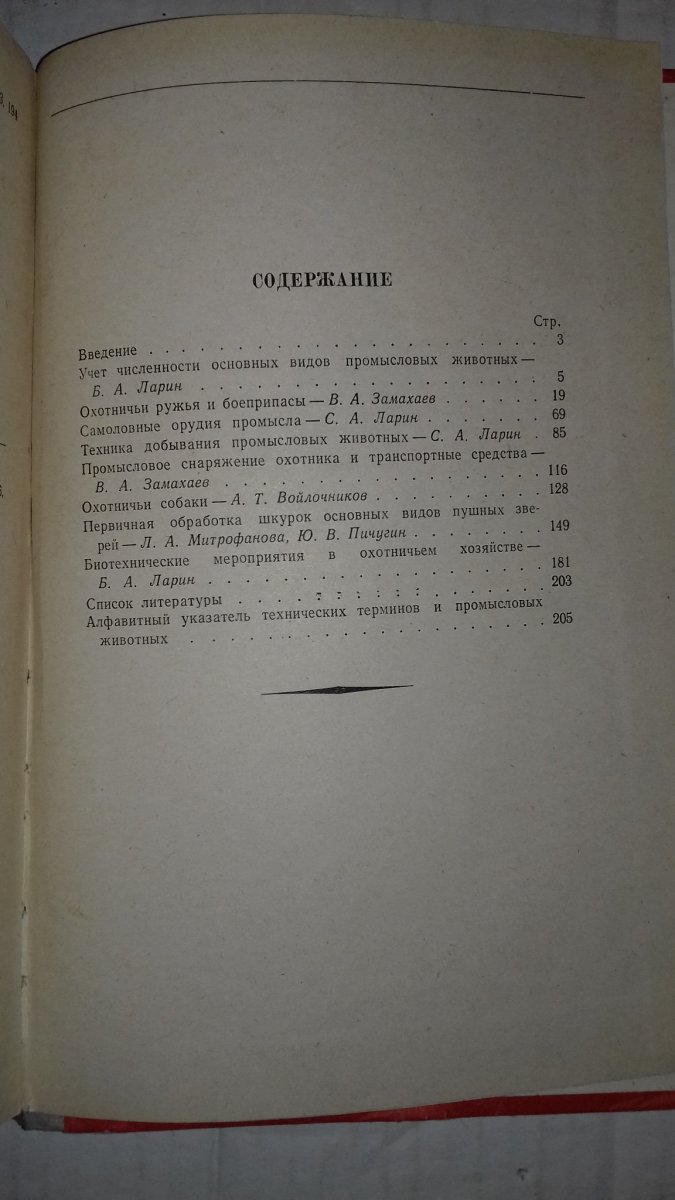 3, 194
СОДЕРЖАНИЕ
Стр.
Введение . . . . . . . . . . . . . . . . . . 3
Учет численности основных видов промысловых животных —
Б. А. Ларин . . . . . . . . . . . . . . . 5
Охотничьи ружья и боеприпасы — В. А. Замахаев . . . . . . 19
Самоловные орудия промысла — С. А. Ларин . . . . . . . 69
Техника добывания промысловых животных — С. А. Ларин . 85
Промысловое снаряжение охотника и транспортные средства —
В. А. Замахаев . . . . . . . . . . . . . . 116
Охотничьи собаки — А. Т. Войлочников . . . . . . . . . 128
Первичная обработка шкурок основных видов пушных зве-
рей — Л. А. Митрофанова, Ю. В. Пичугин . . . . . . . 149
Биотехнические мероприятия в охотничьем хозяйстве —
Б. А. Ларин . . . . . . . . . . . . . . . 181
Список литературы . . . . . . . . . . . . . . 203
Алфавитный указатель технических терминов и промысловых
животных . . . . . . . . . . . . . . . . 205